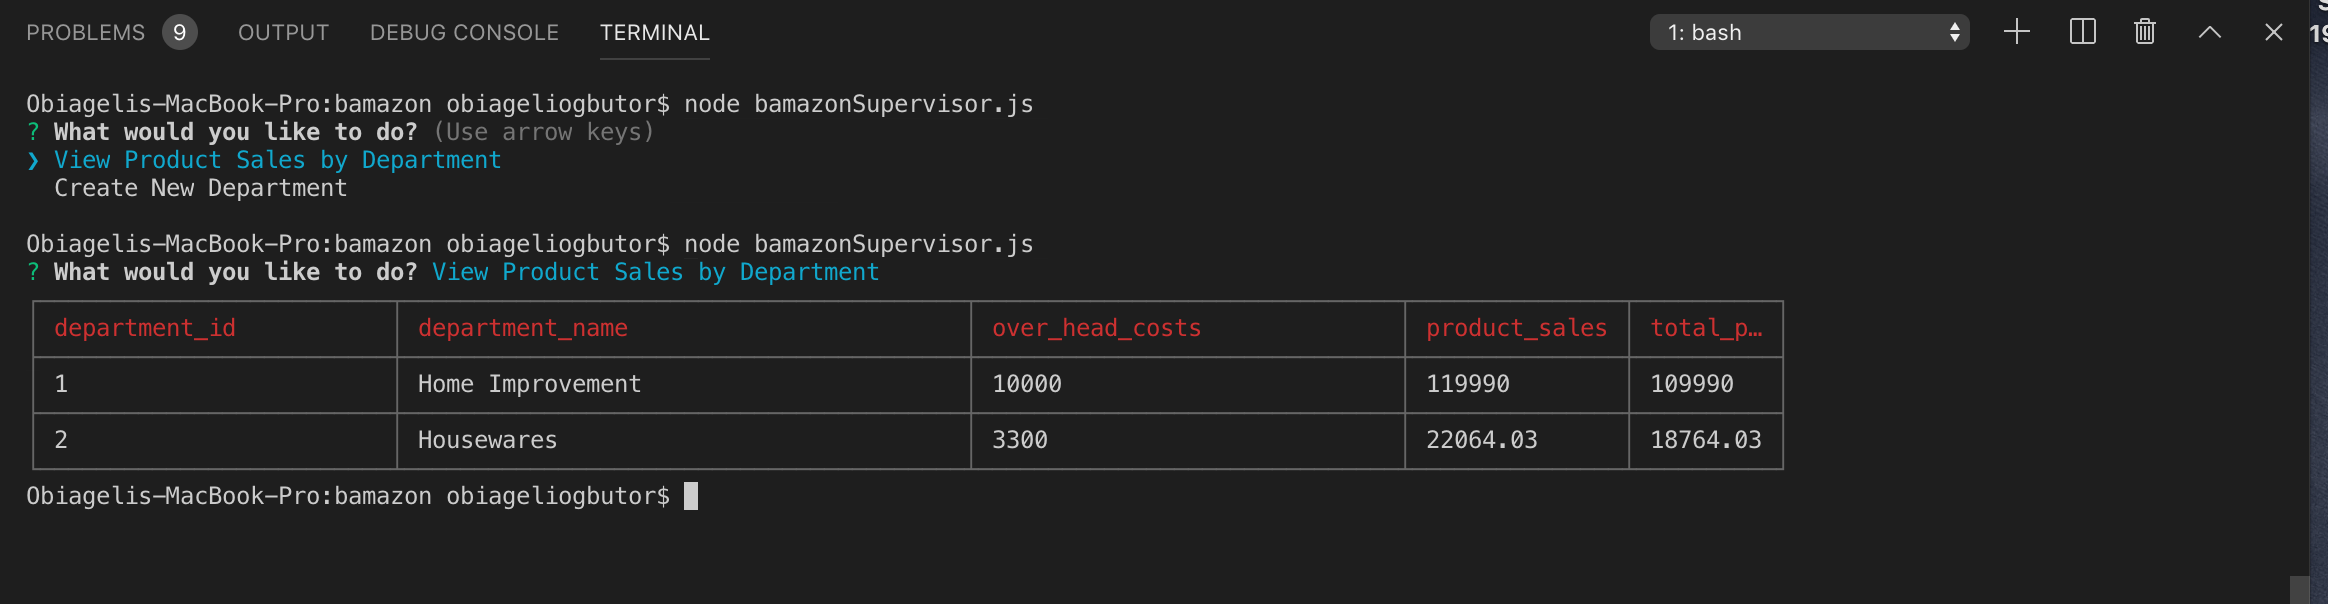 PROBLEMS 9 OUTPUT DEBUG CONSOLE TERMINAL 1: bash
Obiagelis-MacBook-Pro:bamazon obiageliogbutor$ node bamazonSupervisor.js
? What would you like to do? (Use arrow keys)
❯ View Product Sales by Department
Create New Department
Obiagelis-MacBook-Pro:bamazon obiageliogbutor$ node bamazonSupervisor.js
? What would you like to do? View Product Sales by Department
department_id department_name over_head_costs product_sales total_p…
1 Home Improvement 10000 119990 109990
2 Housewares 3300 22064.03 18764.03
Obiagelis-MacBook-Pro:bamazon obiageliogbutor$